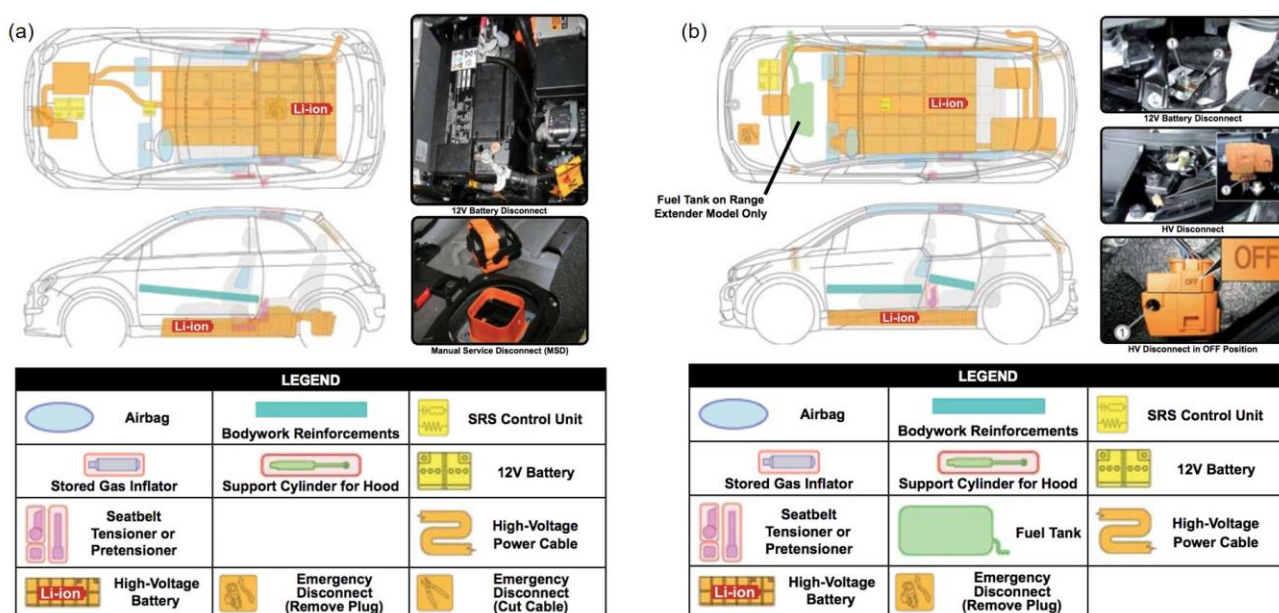 (a)
Li-ion
12V Battery Disconnect
Li-ion
Manual Service Disconnect (MSD)
LEGEND
Airbag
Bodywork Reinforcements
SRS Control Unit
Stored Gas Inflator
Support Cylinder for Hood
12V Battery
Seatbelt
Tensioner or
Pretensioner
High-Voltage
Power Cable
Li-ion
High-Voltage
Battery
Emergency
Disconnect
(Remove Plug)
Emergency
Disconnect
(Cut Cable)
(b)
Li-ion
Fuel Tank on Range
Extender Model Only
1
2
12V Battery Disconnect
1
HV Disconnect
Li-ion
OFF
OFF
1
HV Disconnect in OFF Position
LEGEND
Airbag
Bodywork Reinforcements
SRS Control Unit
Stored Gas Inflator
Support Cylinder for Hood
12V Battery
Seatbelt
Tensioner or
Pretensioner
Fuel Tank
High-Voltage
Power Cable
Li-ion
High-Voltage
Battery
Emergency
Disconnect
(Remove Plug)